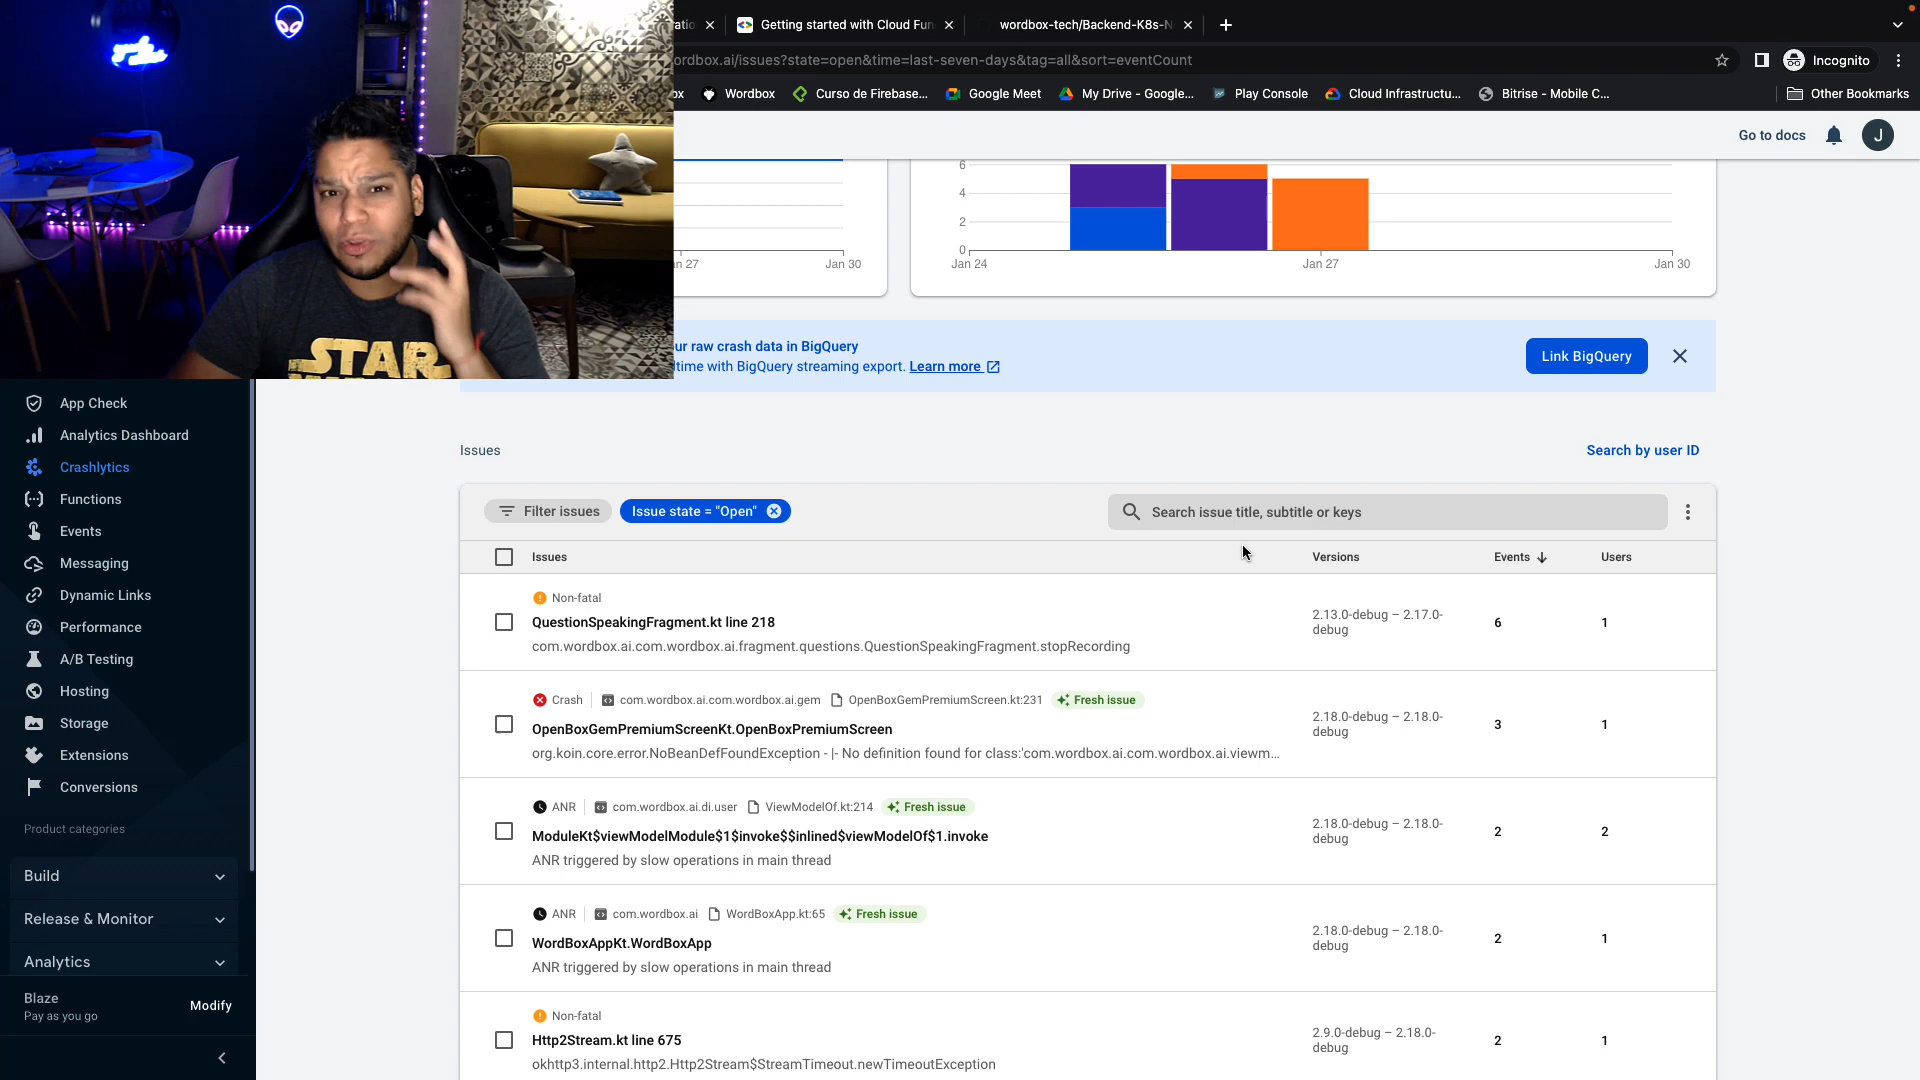 Getting started with Cloud Fun
wordbox-tech/Backend-K8s-N
ordbox.ai/issues?state=open&time=last-seven-days&tag=all&sort=eventCount
Incognito
Wordbox
Curso de Firebase...
Google Meet
My Drive - Google...
Play Console
Cloud Infrastructu...
Bitrise - Mobile C...
Other Bookmarks
Go to docs
J
6
4
2
0
n 27
Jan 30
Jan 24
Jan 27
Jan 30
STAR
ur raw crash data in BigQuery
ltime with BigQuery streaming export. Learn more
Link BigQuery
App Check
Analytics Dashboard
Crashlytics
Functions
Events
Messaging
Dynamic Links
Performance
A/B Testing
Hosting
Storage
Extensions
Conversions
Product categories
Build
Release & Monitor
Analytics
Blaze
Pay as you go
Modify
Issues
Search by user ID
Filter issues
Issue state = "Open"
Search issue title, subtitle or keys
Issues
Versions
Events
Users
Non-fatal
QuestionSpeakingFragment.kt line 218
com.wordbox.ai.com.wordbox.ai.fragment.questions.QuestionSpeakingFragment.stopRecording
2.13.0-debug – 2.17.0-
debug
6
1
Crash
com.wordbox.ai.com.wordbox.ai.gem
OpenBoxGemPremiumScreen.kt:231
Fresh issue
OpenBoxGemPremiumScreenKt.OpenBoxPremiumScreen
org.koin.core.error.NoBeanDefFoundException - |- No definition found for class:'com.wordbox.ai.com.wordbox.ai.viewm...
2.18.0-debug – 2.18.0-
debug
3
1
ANR
com.wordbox.ai.di.user
ViewModelOf.kt:214
Fresh issue
ModuleKt$viewModelModule$1$invoke$$inlined$viewModelOf$1.invoke
ANR triggered by slow operations in main thread
2.18.0-debug – 2.18.0-
debug
2
2
ANR
com.wordbox.ai
WordBoxApp.kt:65
Fresh issue
WordBoxAppKt.WordBoxApp
ANR triggered by slow operations in main thread
2.18.0-debug – 2.18.0-
debug
2
1
Non-fatal
Http2Stream.kt line 675
okhttp3.internal.http2.Http2Stream$StreamTimeout.newTimeoutException
2.9.0-debug – 2.18.0-
debug
2
1